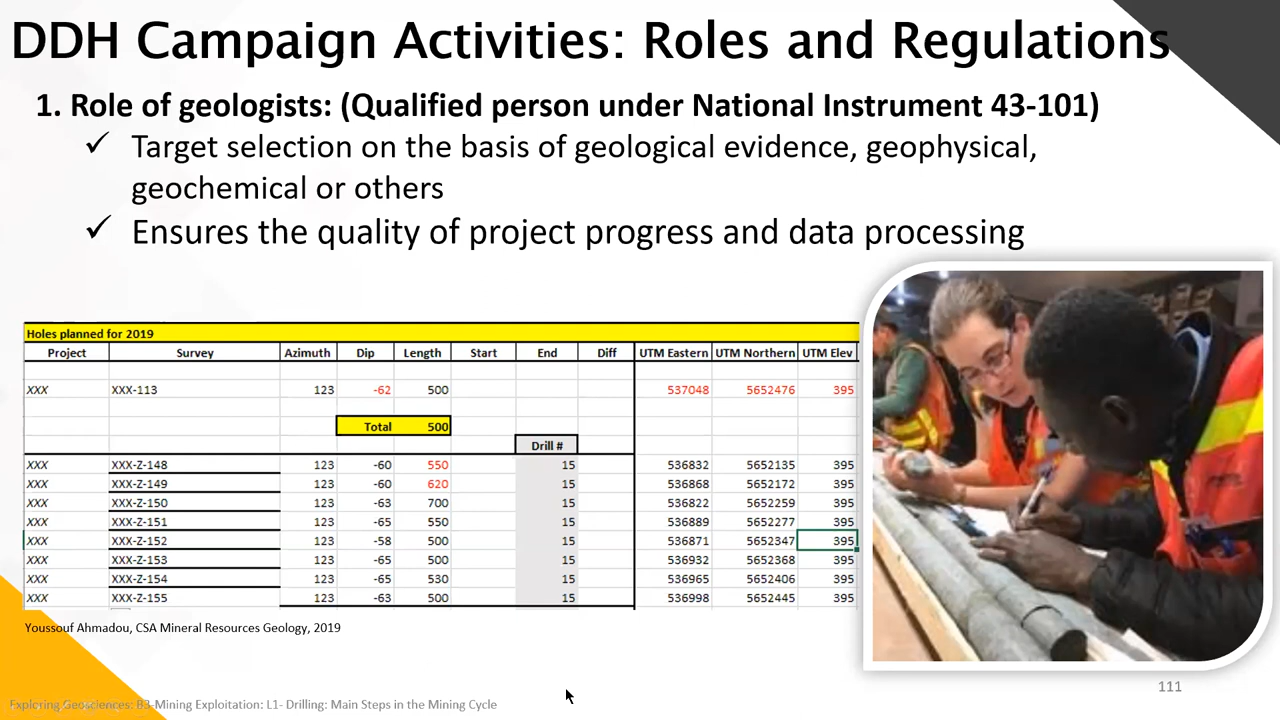 DDH Campaign Activities: Roles and Regulations
1. Role of geologists: (Qualified person under National Instrument 43-101)
✓ Target selection on the basis of geological evidence, geophysical,
geochemical or others
✓ Ensures the quality of project progress and data processing
Holes planned for 2019
Project Survey Azimuth Dip Length Start End Diff UTM Eastern UTM Northern UTM Elev
XXX XXX-113 123 -62 500 537048 5652476 395
Total 500
Drill #
XXX XXX-Z-148 123 -60 550 15 536832 5652135 395
XXX XXX-Z-149 123 -60 620 15 536868 5652172 395
XXX XXX-Z-150 123 -63 700 15 536822 5652259 395
XXX XXX-Z-151 123 -65 550 15 536889 5652277 395
XXX XXX-Z-152 123 -58 500 15 536871 5652347 395
XXX XXX-Z-153 123 -65 500 15 536932 5652368 395
XXX XXX-Z-154 123 -65 530 15 536965 5652406 395
XXX XXX-Z-155 123 -63 500 15 536998 5652445 395
Youssouf Ahmadou, CSA Mineral Resources Geology, 2019
111
Exploring Geosciences: B3-Mining Exploitation: L1- Drilling: Main Steps in the Mining Cycle